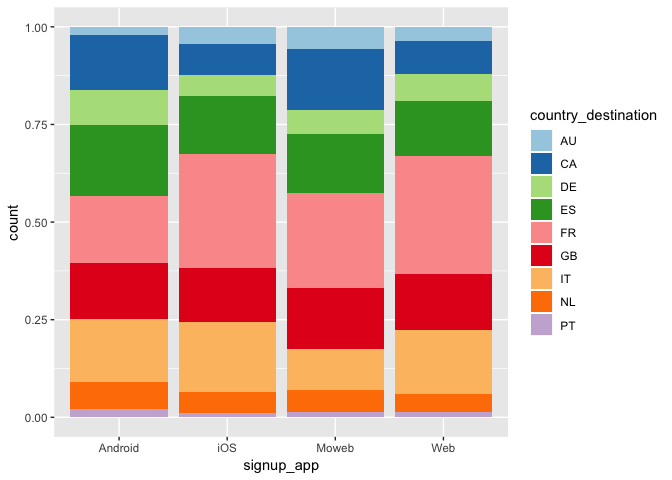 1.00
0.75
0.50
0.25
0.00
count
Android
iOS
Moweb
Web
signup_app
country_destination
AU
CA
DE
ES
FR
GB
IT
NL
PT